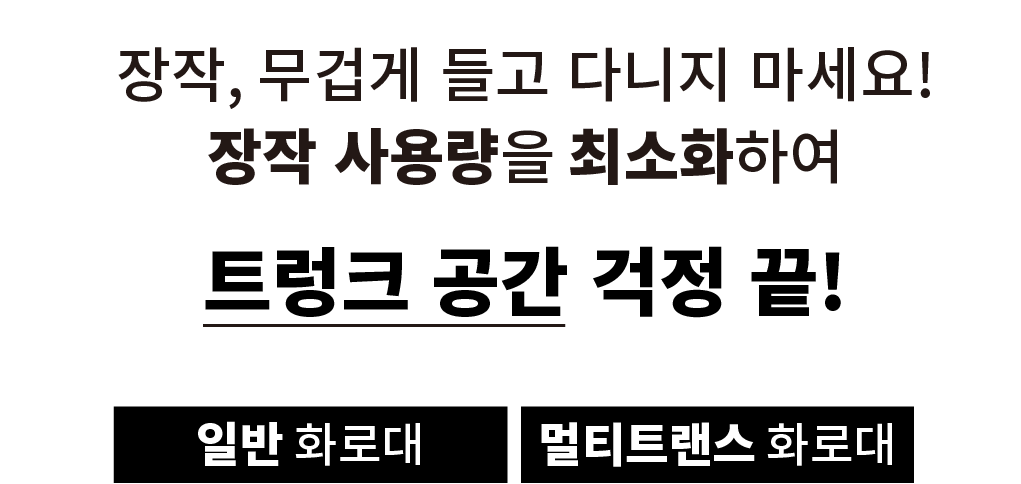 장작, 무겁게 들고 다니지 마세요!
장작 사용량을 최소화하여
트렁크 공간 걱정 끝!
일반 화로대
멀티트랜스 화로대